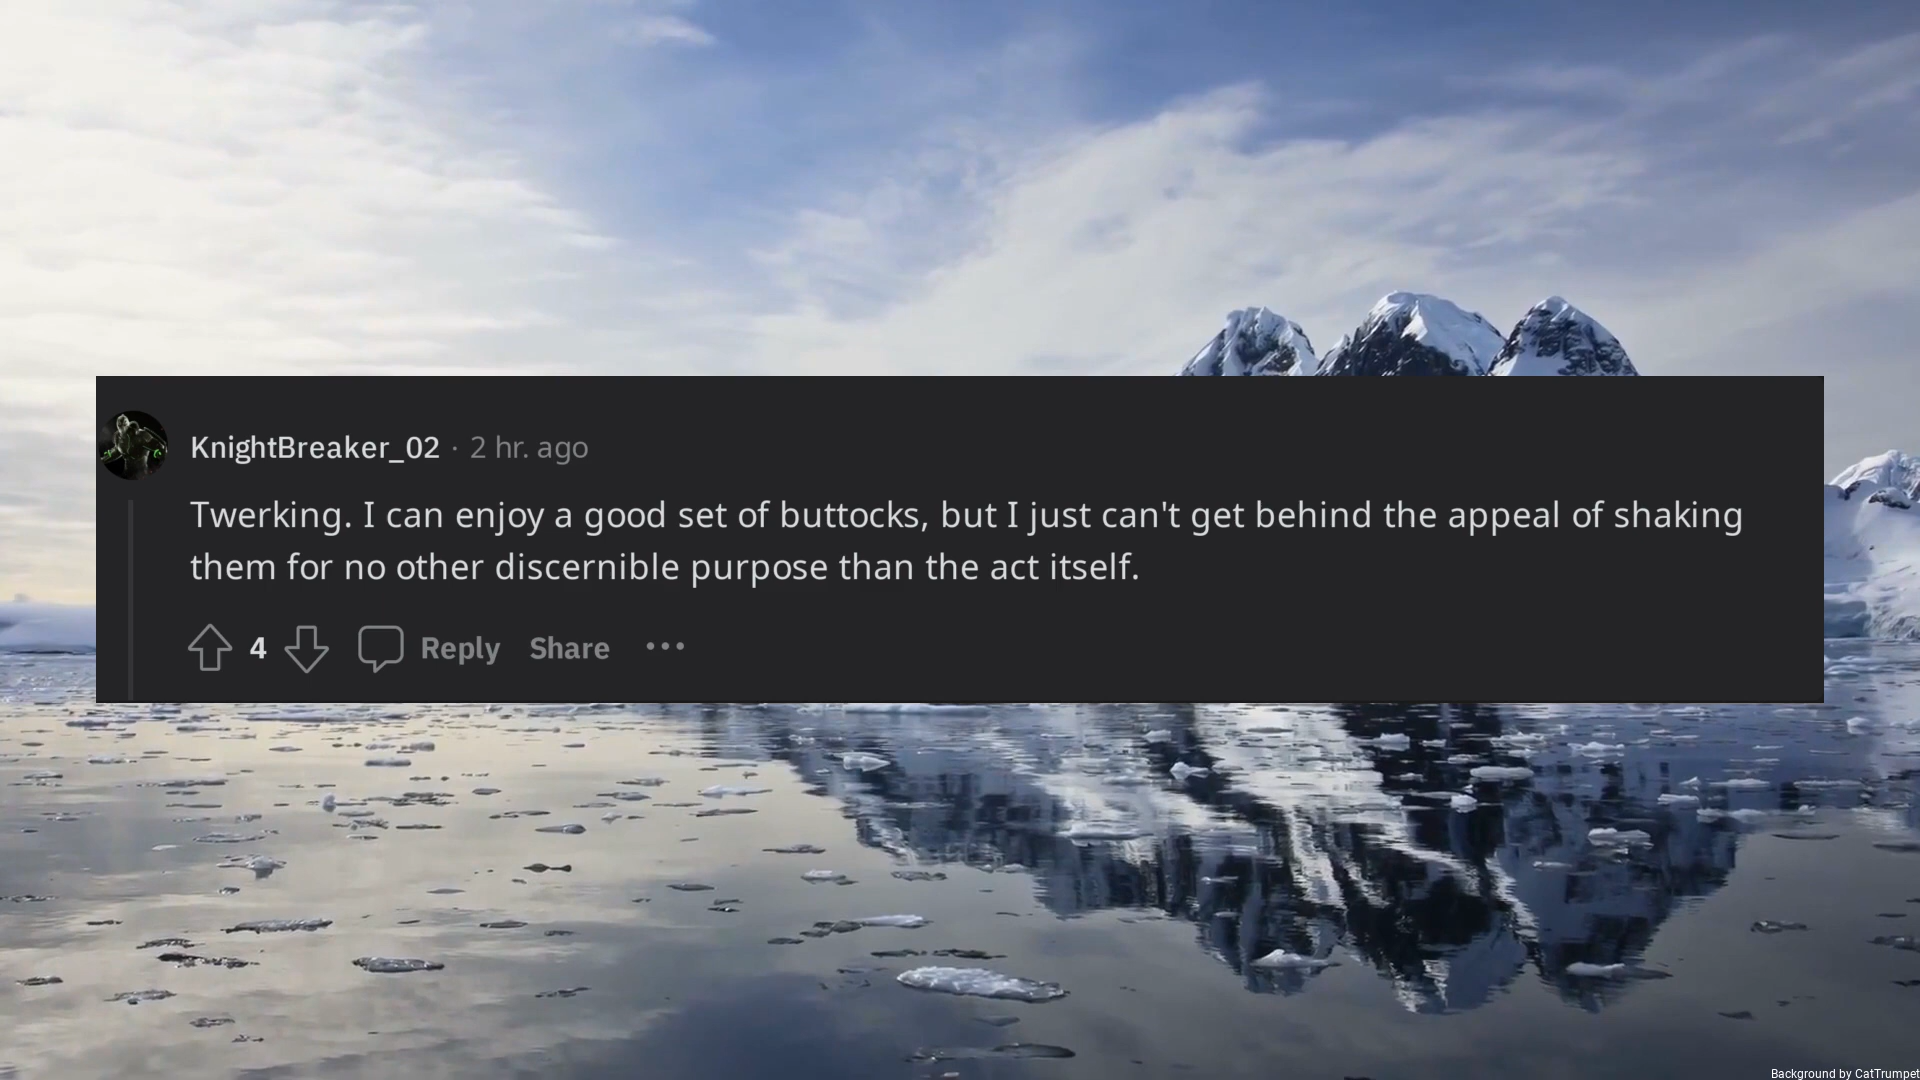 KnightBreaker_02 · 2 hr. ago
Twerking. I can enjoy a good set of buttocks, but I just can't get behind the appeal of shaking
them for no other discernible purpose than the act itself.
4 Reply Share •••
Background by CatTrumpet